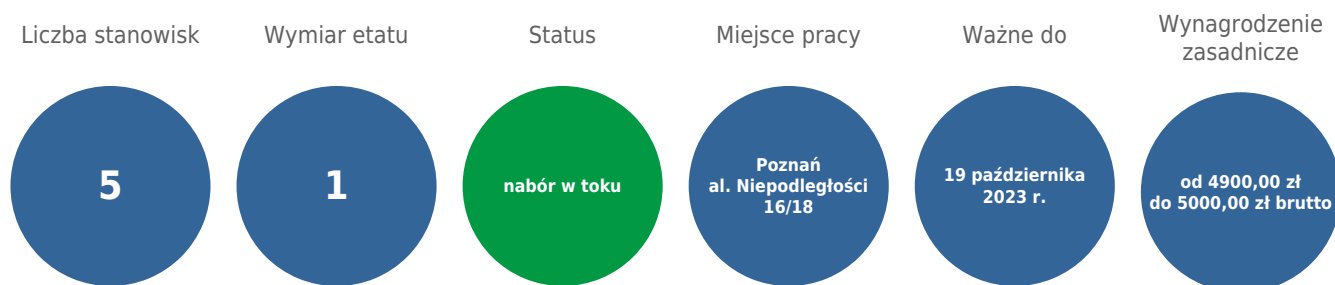 Liczba stanowisk
5
Wymiar etatu
1
Status
nabór w toku
Miejsce pracy
Poznań
al. Niepodległości
16/18
Ważne do
19 października
2023 r.
Wynagrodzenie
zasadnicze
od 4900,00 zł
do 5000,00 zł brutto